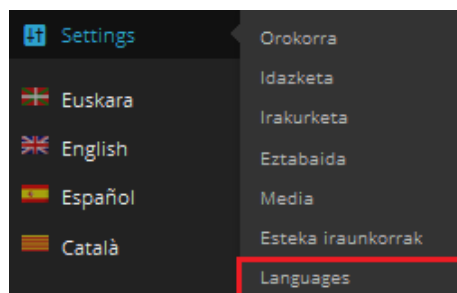 Settings
Euskara
English
Español
Català
Orokorra
Idazketa
Irakurketa
Eztabaida
Media
Esteka iraunkorrak
Languages